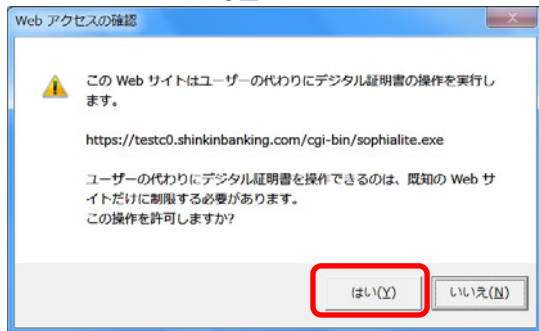 Web アクセスの確認
この Web サイトはユーザーの代わりにデジタル証明書の操作を実行し
ます。
https://testc0.shinkinbanking.com/cgi-bin/sophialite.exe
ユーザーの代わりにデジタル証明書を操作できるのは、既知の Web サ
イトだけに制限する必要があります。
この操作を許可しますか?
はい(Y) いいえ(N)